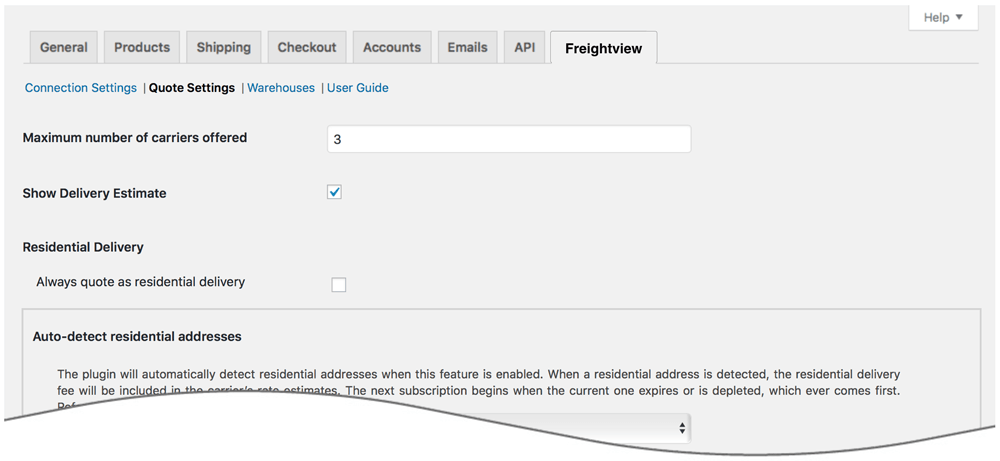 Help
General Products Shipping Checkout Accounts Emails API Freightview
Connection Settings | Quote Settings | Warehouses | User Guide
Maximum number of carriers offered 3
Show Delivery Estimate
Residential Delivery
Always quote as residential delivery
Auto-detect residential addresses
The plugin will automatically detect residential addresses when this feature is enabled. When a residential address is detected, the residential delivery
fee will be included in the carrier's rate estimates. The next subscription begins when the current one expires or is depleted, which ever comes first.